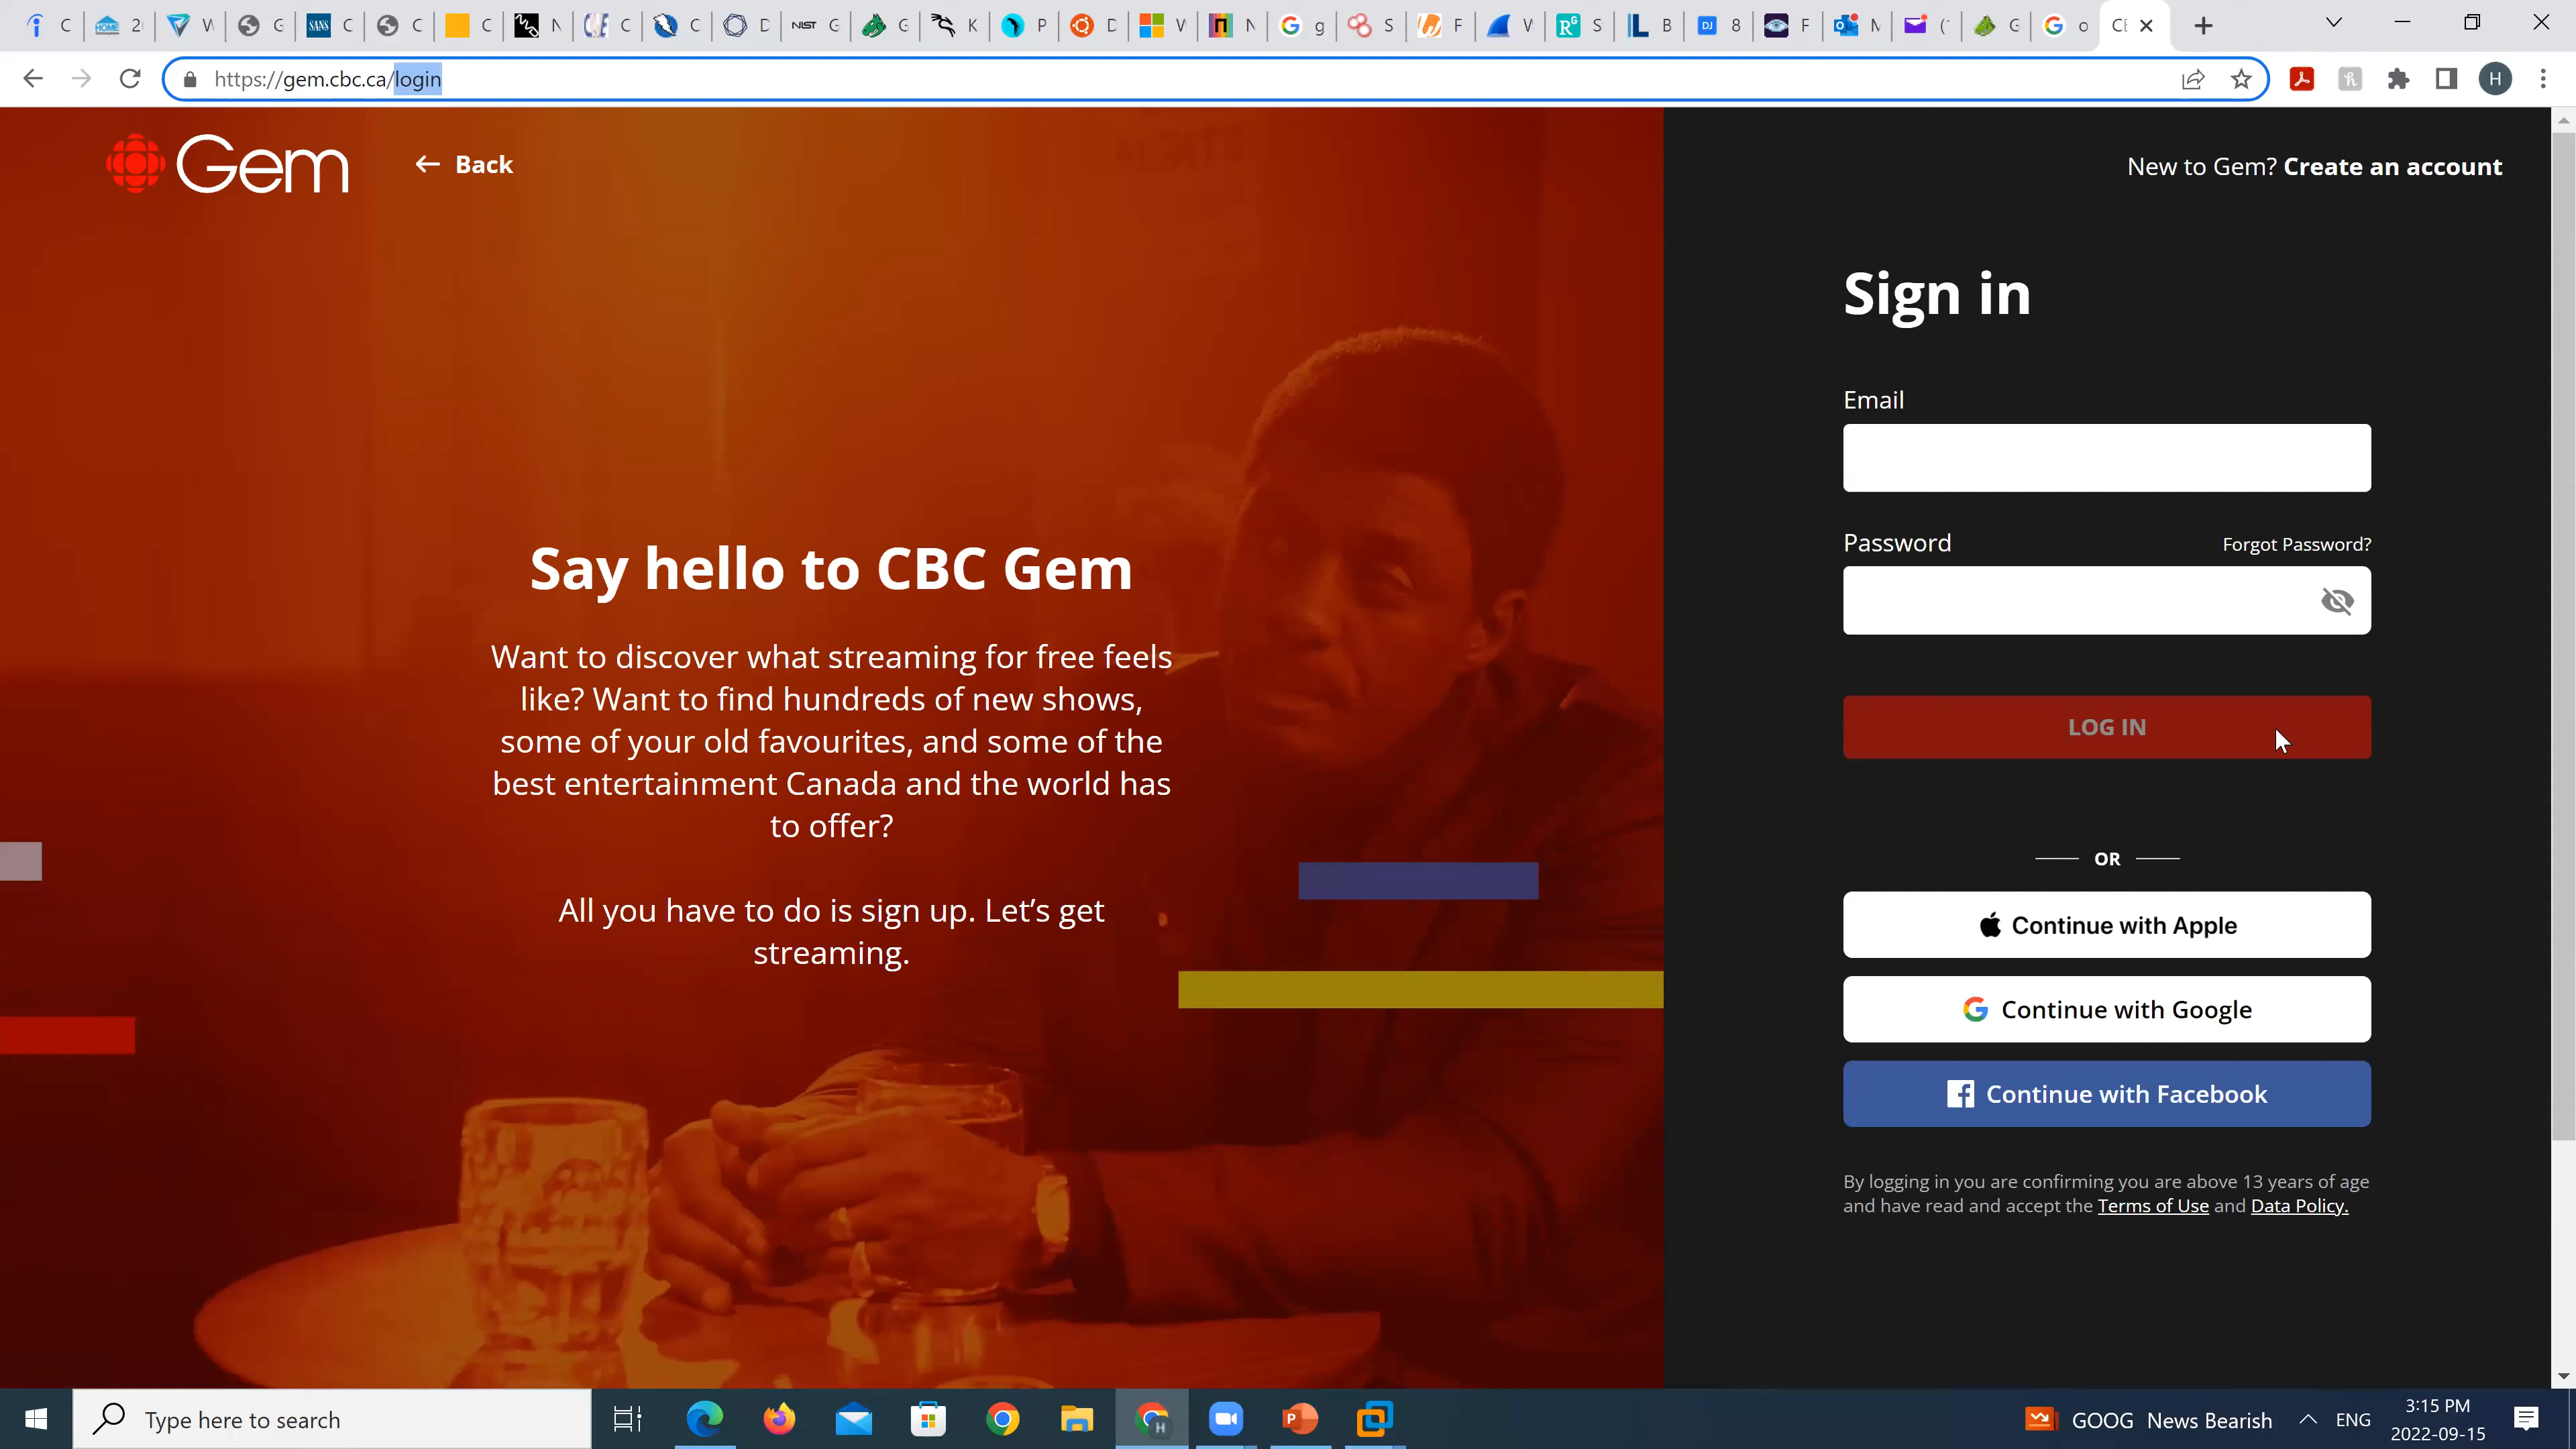 https://gem.cbc.ca/login
Gem
← Back
New to Gem? Create an account
Sign in
Email
Password
Forgot Password?
LOG IN
OR
Continue with Apple
Continue with Google
Continue with Facebook
By logging in you are confirming you are above 13 years of age
and have read and accept the Terms of Use and Data Policy.
Say hello to CBC Gem
Want to discover what streaming for free feels
like? Want to find hundreds of new shows,
some of your old favourites, and some of the
best entertainment Canada and the world has
to offer?
All you have to do is sign up. Let's get
streaming.
Type here to search
GOOG News Bearish
ENG
3:15 PM
2022-09-15